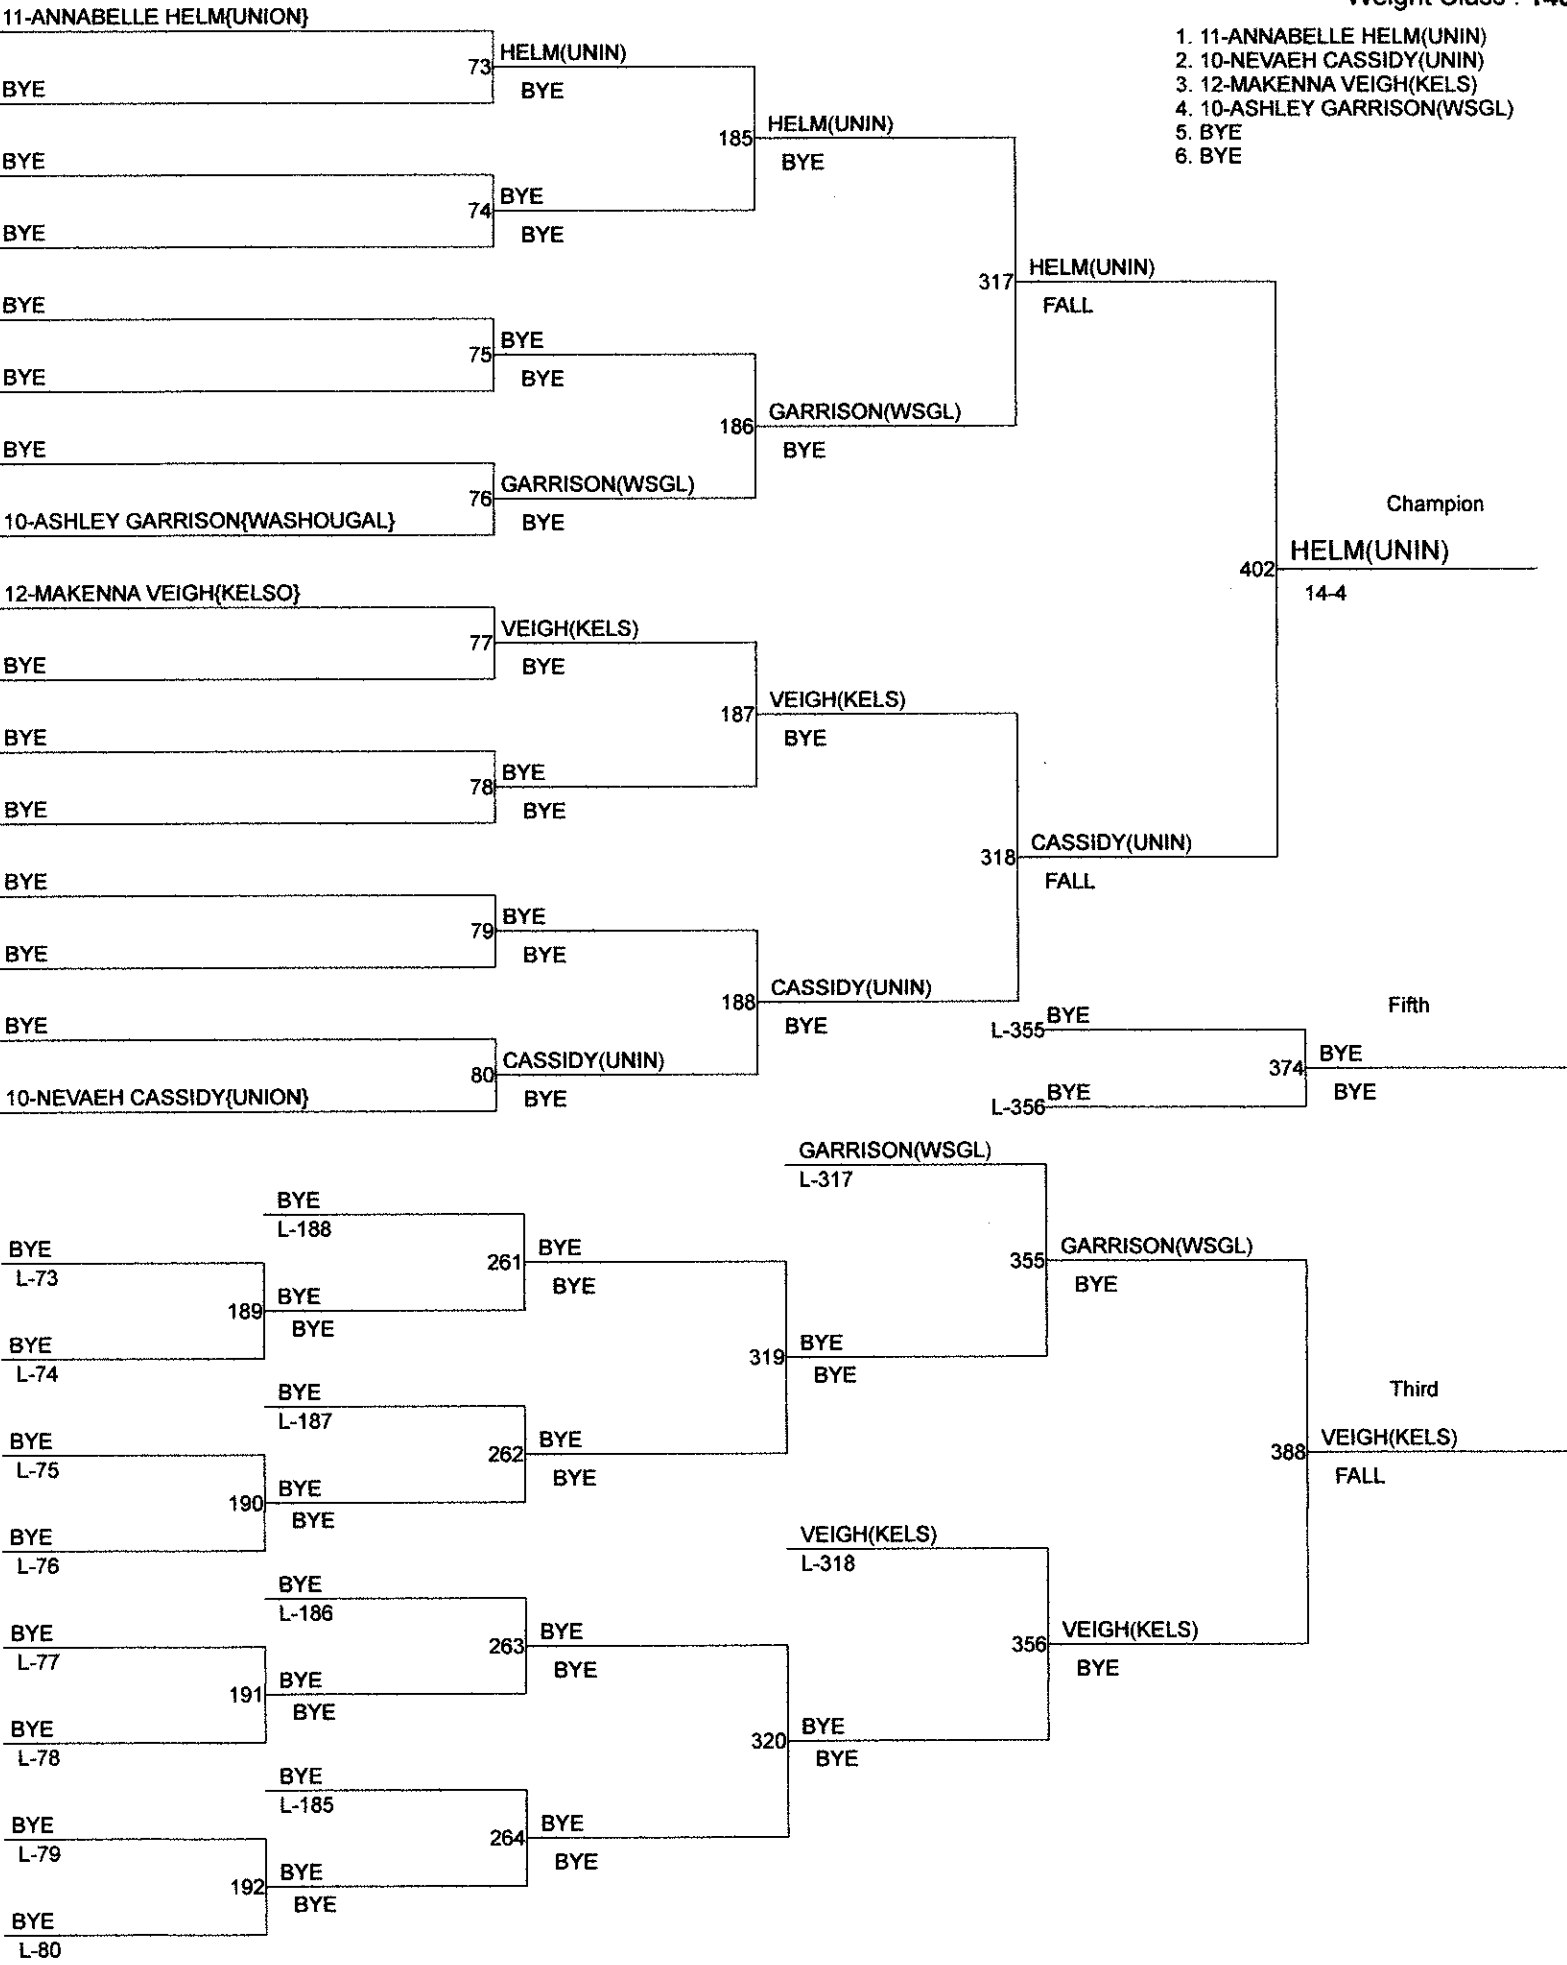 Weight Class :
11-ANNABELLE HELM{UNION}
1. 11-ANNABELLE HELM(UNIN)
2. 10-NEVAEH CASSIDY(UNIN)
3. 12-MAKENNA VEIGH(KELS)
4. 10-ASHLEY GARRISON(WSGL)
5. BYE
6. BYE
73
HELM(UNIN)
BYE
BYE
185
HELM(UNIN)
BYE
BYE
74
BYE
BYE
BYE
317
HELM(UNIN)
FALL
BYE
75
BYE
BYE
BYE
186
GARRISON(WSGL)
BYE
BYE
76
GARRISON(WSGL)
BYE
10-ASHLEY GARRISON{WASHOUGAL}
Champion
402
HELM(UNIN)
14-4
12-MAKENNA VEIGH{KELSO}
77
VEIGH(KELS)
BYE
BYE
187
VEIGH(KELS)
BYE
BYE
78
BYE
BYE
BYE
318
CASSIDY(UNIN)
FALL
BYE
79
BYE
BYE
BYE
188
CASSIDY(UNIN)
BYE
BYE
80
CASSIDY(UNIN)
BYE
10-NEVAEH CASSIDY{UNION}
Fifth
L-355
BYE
374
BYE
BYE
L-356
BYE
GARRISON(WSGL)
L-317
BYE
L-188
BYE
L-73
261
BYE
BYE
355
GARRISON(WSGL)
BYE
189
BYE
BYE
BYE
L-74
319
BYE
BYE
BYE
L-187
Third
BYE
L-75
262
BYE
BYE
388
VEIGH(KELS)
FALL
190
BYE
BYE
BYE
L-76
VEIGH(KELS)
L-318
BYE
L-186
BYE
L-77
263
BYE
BYE
356
VEIGH(KELS)
BYE
191
BYE
BYE
BYE
L-78
320
BYE
BYE
BYE
L-185
BYE
L-79
264
BYE
BYE
192
BYE
BYE
BYE
L-80